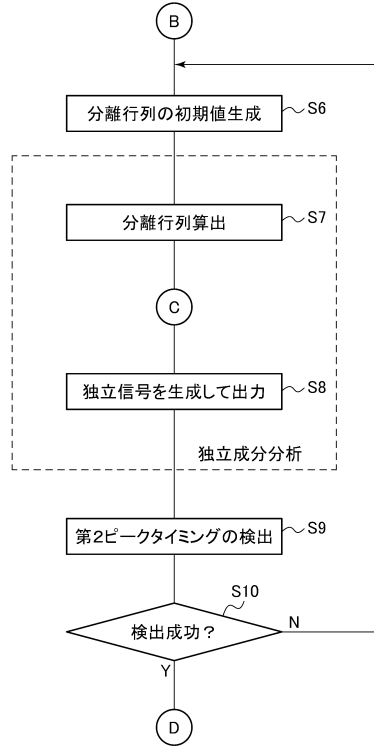 B
分離行列の初期値生成
S6
分離行列算出
S7
C
独立信号を生成して出力
S8
独立成分分析
第2ピークタイミングの検出
S9
S10
検出成功？
N
Y
D